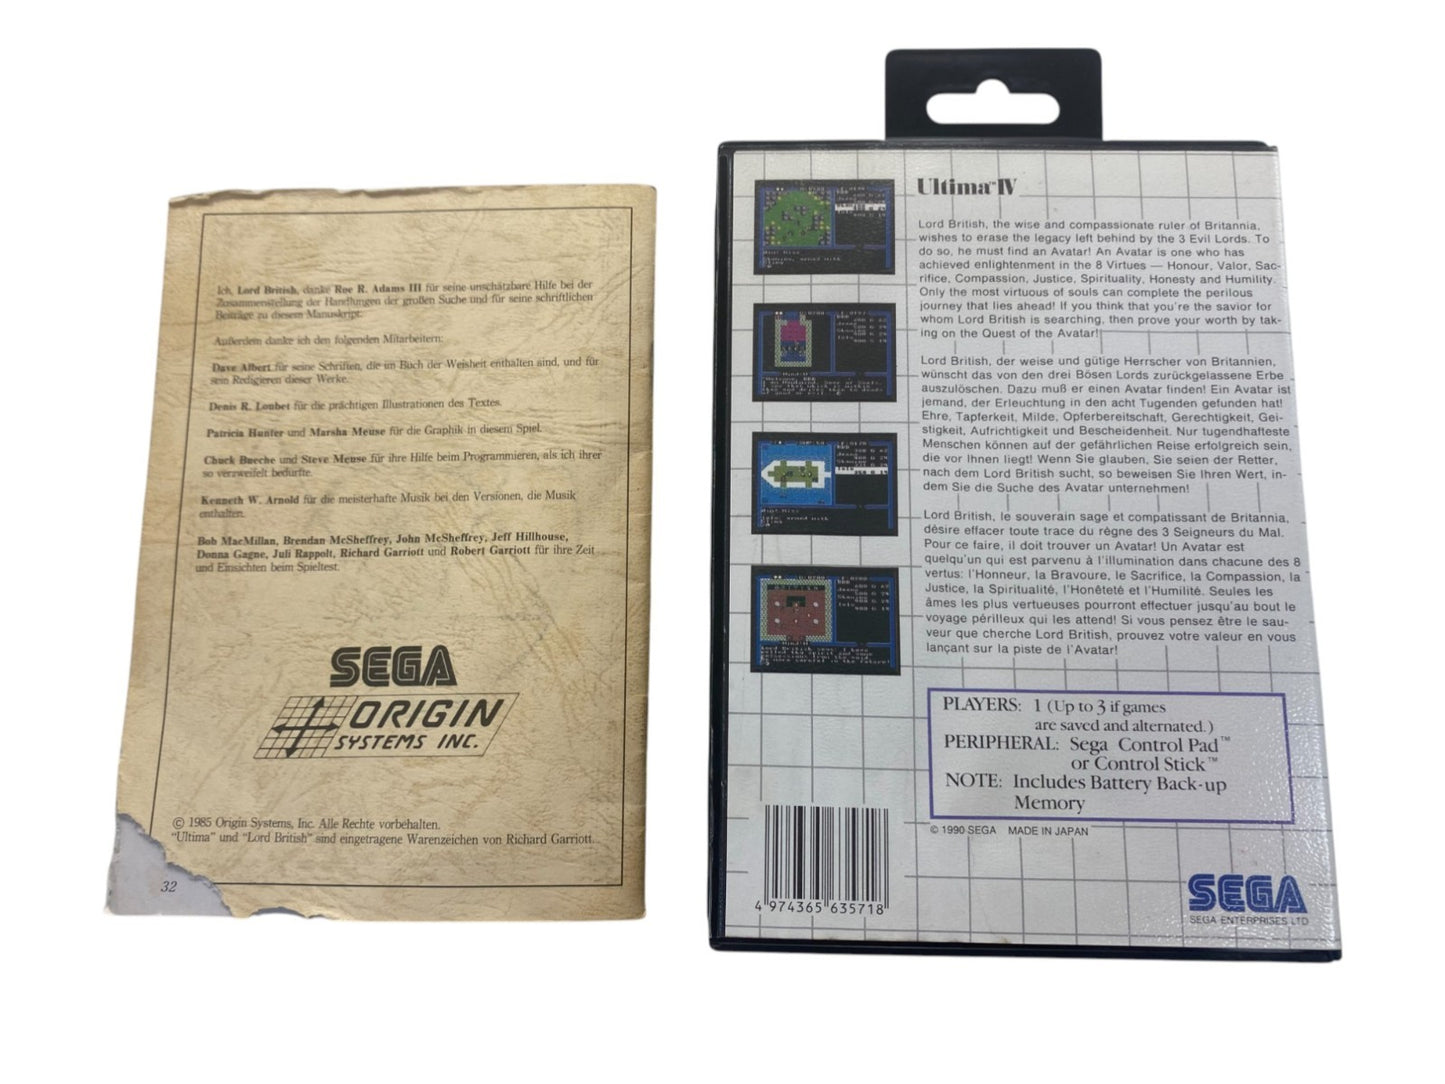 Ich, Lord British, danke Roe R. Adams III für seine unschätzbare Hilfe bei der
Zusammenstellung der Handlungen der großen Suche und für seine schriftlichen
Beiträge zu diesem Manuskript.
Außerdem danke ich den folgenden Mitarbeitern:
Dave Albert für seine Schriften, die im Buch der Weisheit enthalten sind, und für
sein Redigieren dieser Werke.
Denis R. Loubet für die prächtigen Illustrationen des Textes.
Patricia Hunter und Marsha Meuse für die Graphik in diesem Spiel.
Chuck Bueche und Steve Meuse für ihre Hilfe beim Programmieren, als ich ihrer
so verzweifelt bedurfte.
Kenneth W. Arnold für die meisterhafte Musik bei den Versionen, die Musik
enthalten.
Bob MacMillan, Brendan McSheffrey, John McSheffrey, Jeff Hillhouse,
Donna Gagne, Juli Rappolt, Richard Garriott und Robert Garriott für ihre Zeit
und Einsichten beim Spieltest.
SEGA
ORIGIN
SYSTEMS INC.
© 1985 Origin Systems, Inc. Alle Rechte vorbehalten.
"Ultima" und "Lord British" sind eingetragene Warenzeichen von Richard Garriott.
32
Ultima™ IV
Lord British, the wise and compassionate ruler of Britannia,
wishes to erase the legacy left behind by the 3 Evil Lords. To
do so, he must find an Avatar! An Avatar is one who has
achieved enlightenment in the 8 Virtues — Honour, Valor, Sac-
rifice, Compassion, Justice, Spirituality, Honesty and Humility.
Only the most virtuous of souls can complete the perilous
journey that lies ahead! If you think that you're the savior for
whom Lord British is searching, then prove your worth by tak-
ing on the Quest of the Avatar!
Lord British, der weise und gütige Herrscher von Britannien,
wünscht das von den drei Bösen Lords zurückgelassene Erbe
auszulöschen. Dazu muß er einen Avatar finden! Ein Avatar ist
jemand, der Erleuchtung in den acht Tugenden gefunden hat!
Ehre, Tapferkeit, Milde, Opferbereitschaft, Gerechtigkeit, Gei-
stigkeit, Aufrichtigkeit und Bescheidenheit. Nur tugendhafteste
Menschen können auf der gefährlichen Reise erfolgreich sein,
die vor Ihnen liegt! Wenn Sie glauben, Sie seien der Retter,
nach dem Lord British sucht, so beweisen Sie Ihren Wert, in-
dem Sie die Suche des Avatar unternehmen!
Lord British, le souverain sage et compatissant de Britannia,
désire effacer toute trace du règne des 3 Seigneurs du Mal.
Pour ce faire, il doit trouver un Avatar! Un Avatar est
quelqu'un qui est parvenu à l'illumination dans chacune des 8
vertus: l'Honneur, la Bravoure, le Sacrifice, la Compassion, la
Justice, la Spiritualité, l'Honêteté et l'Humilité. Seules les
âmes les plus vertueuses pourront effectuer jusqu'au bout le
voyage périlleux qui les attend! Si vous pensez être le sau-
veur que cherche Lord British, prouvez votre valeur en vous
lançant sur la piste de l'Avatar!
PLAYERS: 1 (Up to 3 if games
are saved and alternated.)
PERIPHERAL: Sega Control Pad™
or Control Stick™
NOTE: Includes Battery Back-up
Memory
© 1990 SEGA MADE IN JAPAN
4 974365 635718
SEGA
SEGA ENTERPRISES LTD